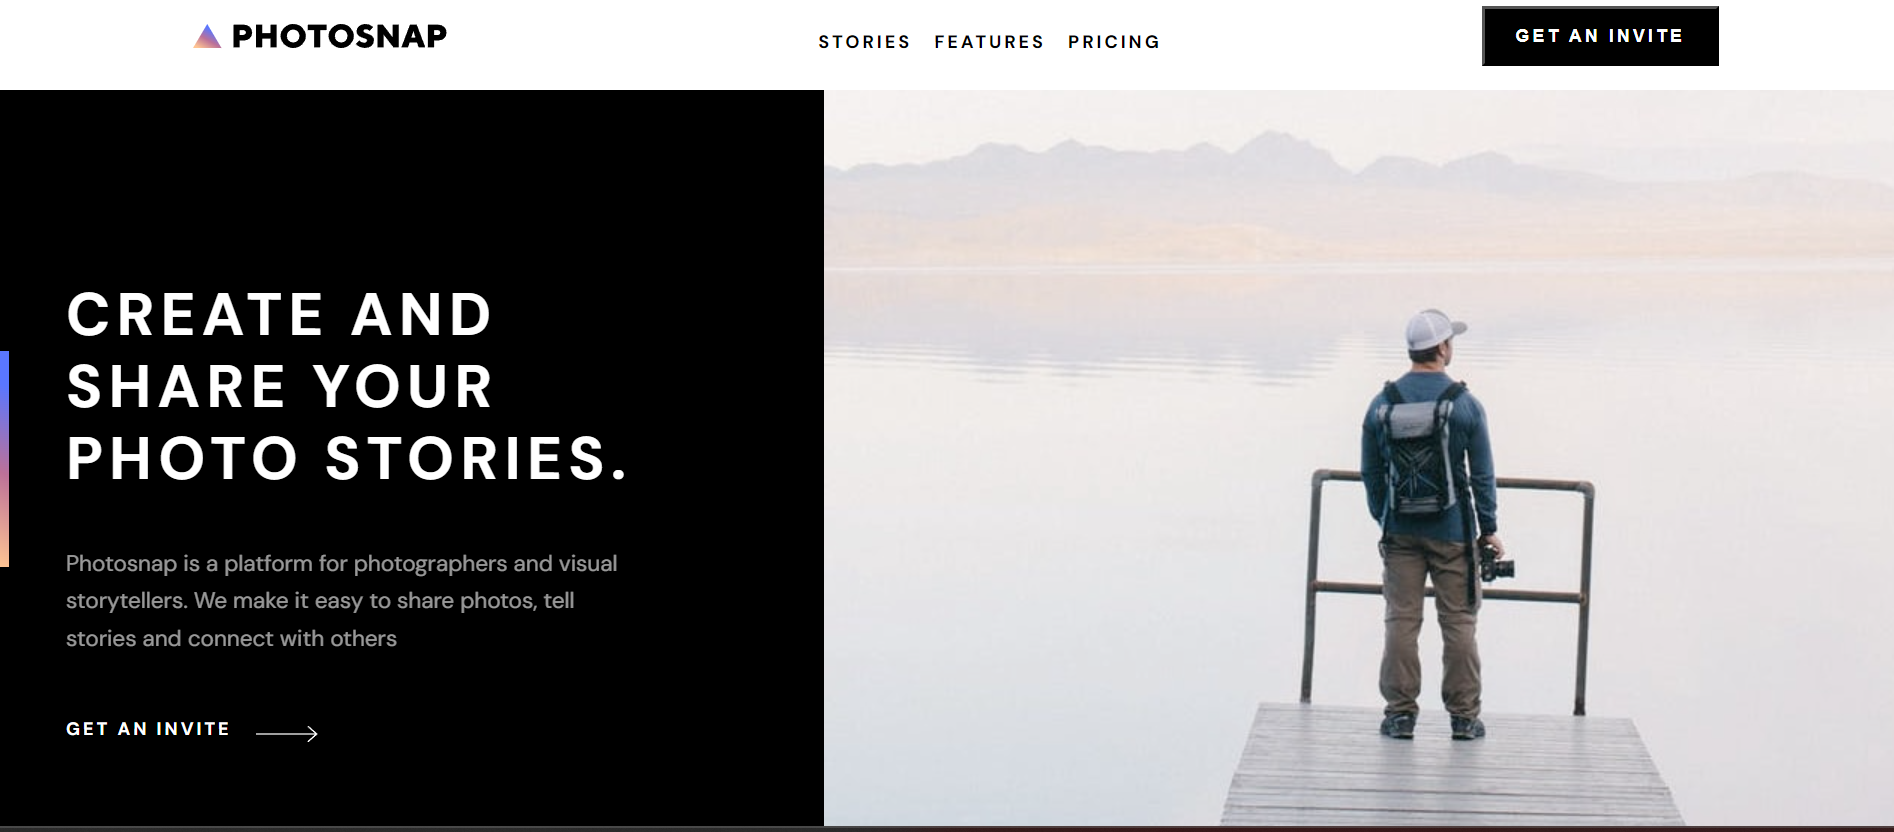 PHOTOSNAP
STORIES FEATURES PRICING
GET AN INVITE
CREATE AND
SHARE YOUR
PHOTO STORIES.
Photosnap is a platform for photographers and visual
storytellers. We make it easy to share photos, tell
stories and connect with others
GET AN INVITE